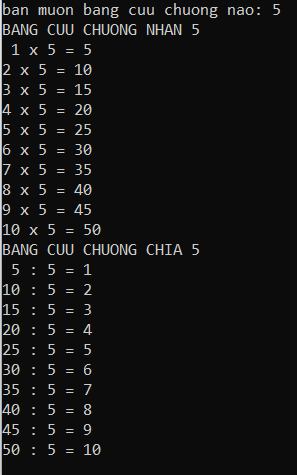 ban muon bang cuu chuong nao: 5
BANG CUU CHUONG NHAN 5
 1 x 5 = 5
2 x 5 = 10
3 x 5 = 15
4 x 5 = 20
5 x 5 = 25
6 x 5 = 30
7 x 5 = 35
8 x 5 = 40
9 x 5 = 45
10 x 5 = 50
BANG CUU CHUONG CHIA 5
 5 : 5 = 1
10 : 5 = 2
15 : 5 = 3
20 : 5 = 4
25 : 5 = 5
30 : 5 = 6
35 : 5 = 7
40 : 5 = 8
45 : 5 = 9
50 : 5 = 10